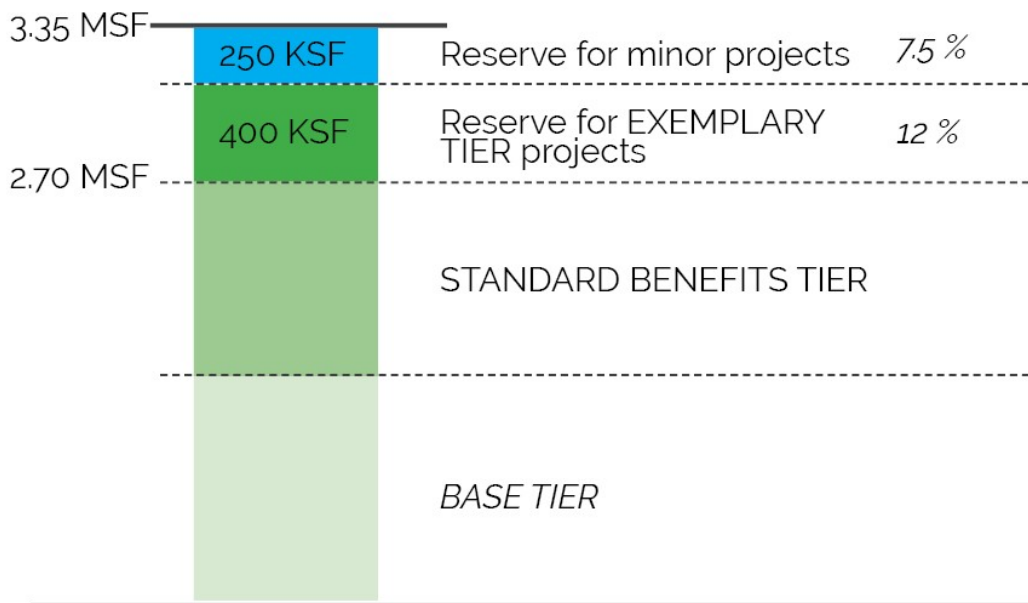 3.35 MSF
250 KSF
Reserve for minor projects
7.5 %
400 KSF
Reserve for EXEMPLARY
TIER projects
12 %
2.70 MSF
STANDARD BENEFITS TIER
BASE TIER